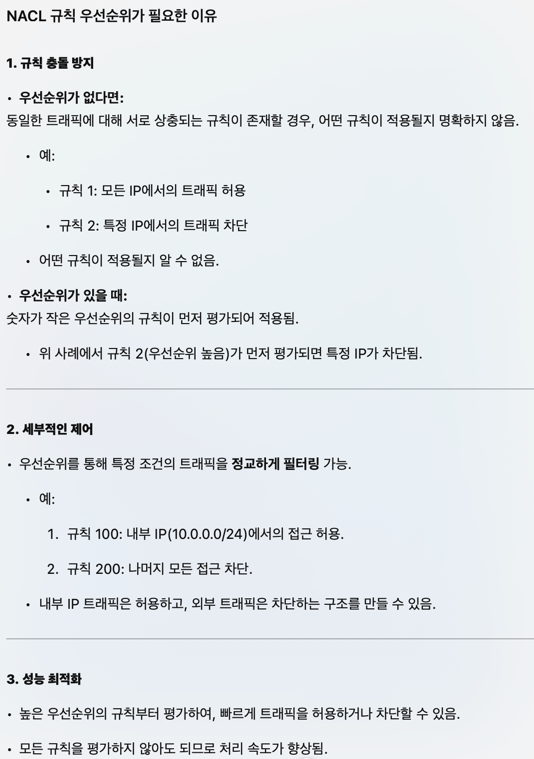 NACL 규칙 우선순위가 필요한 이유
1. 규칙 충돌 방지
• 우선순위가 없다면:
동일한 트래픽에 대해 서로 상충되는 규칙이 존재할 경우, 어떤 규칙이 적용될지 명확하지 않음.
• 예:
• 규칙 1: 모든 IP에서의 트래픽 허용
• 규칙 2: 특정 IP에서의 트래픽 차단
• 어떤 규칙이 적용될지 알 수 없음.
• 우선순위가 있을 때:
숫자가 작은 우선순위의 규칙이 먼저 평가되어 적용됨.
• 위 사례에서 규칙 2(우선순위 높음)가 먼저 평가되면 특정 IP가 차단됨.
2. 세부적인 제어
• 우선순위를 통해 특정 조건의 트래픽을 정교하게 필터링 가능.
• 예:
1. 규칙 100: 내부 IP(10.0.0.0/24)에서의 접근 허용.
2. 규칙 200: 나머지 모든 접근 차단.
• 내부 IP 트래픽은 허용하고, 외부 트래픽은 차단하는 구조를 만들 수 있음.
3. 성능 최적화
• 높은 우선순위의 규칙부터 평가하여, 빠르게 트래픽을 허용하거나 차단할 수 있음.
• 모든 규칙을 평가하지 않아도 되므로 처리 속도가 향상됨.